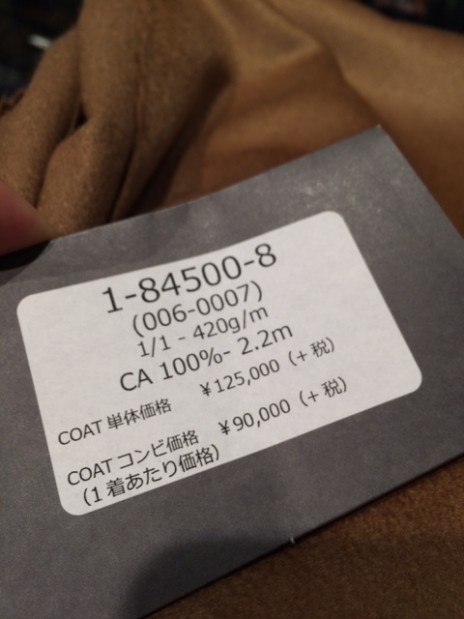 1-84500-8
(006-0007)
1/1 - 420g/m
CA 100%- 2.2m
COAT 単体価格 ¥125,000（+税）
COAT コンビ価格 ¥90,000（+税）
（1着あたり価格）